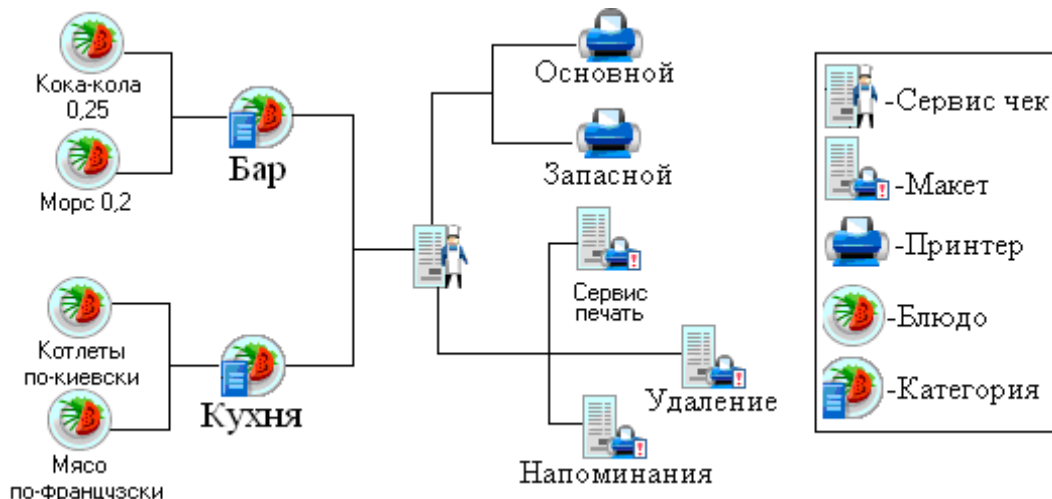 Кока-кола
0,25
Морс 0,2
Бар
Котлеты
по-киевски
Мясо
по-французски
Кухня
Основной
Запасной
Сервис
печать
Удаление
Напоминания
-Сервис чек
-Макет
-Принтер
-Блюдо
-Категория